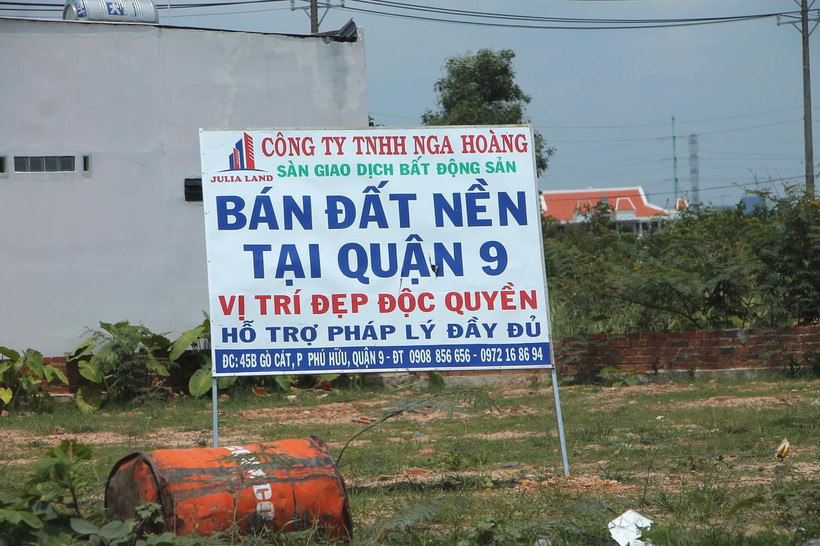 CÔNG TY TNHH NGA HOÀNG
JULIA LAND
SÀN GIAO DỊCH BẤT ĐỘNG SẢN
BÁN ĐẤT NỀN
TẠI QUẬN 9
VỊ TRÍ ĐẸP ĐỘC QUYỀN
HỖ TRỢ PHÁP LÝ ĐẦY ĐỦ
ĐC: 45B GÒ CÁT, P PHÚ HỮU, QUẬN 9 - ĐT 0908 856 656 - 0972 16 86 94